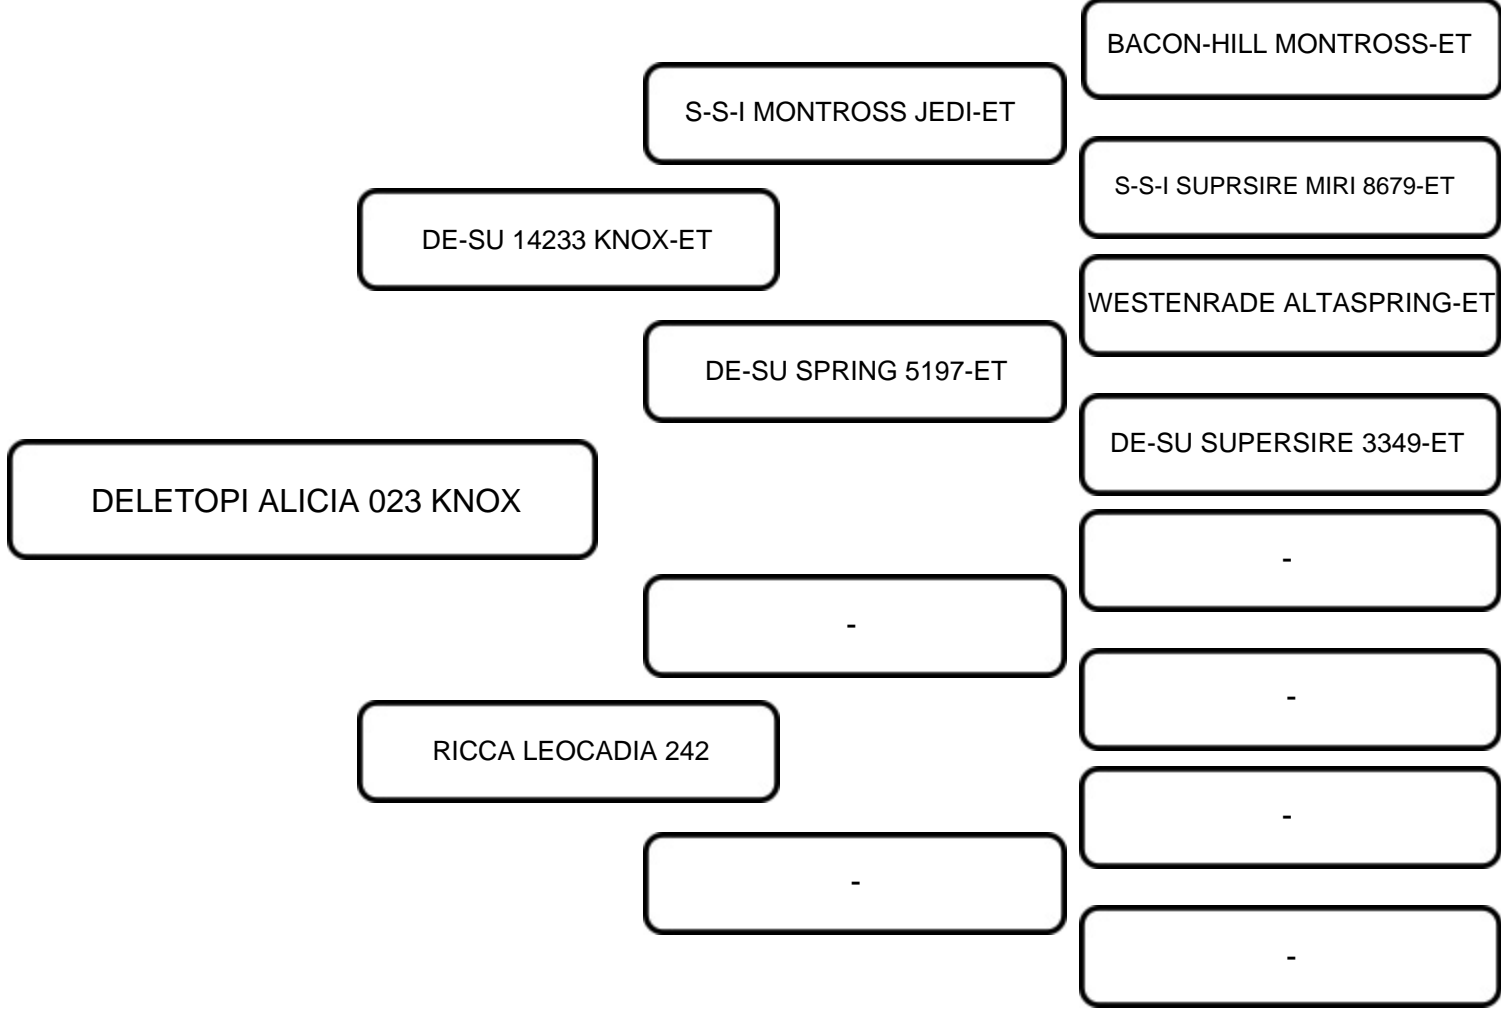 BACON-HILL MONTROSS-ET
S-S-I MONTROSS JEDI-ET
S-S-I SUPRSIRE MIRI 8679-ET
DE-SU 14233 KNOX-ET
WESTENRADE ALTASPRING-ET
DE-SU SPRING 5197-ET
DE-SU SUPERSIRE 3349-ET
DELETOPI ALICIA 023 KNOX
-
-
-
RICCA LEOCADIA 242
-
-
-